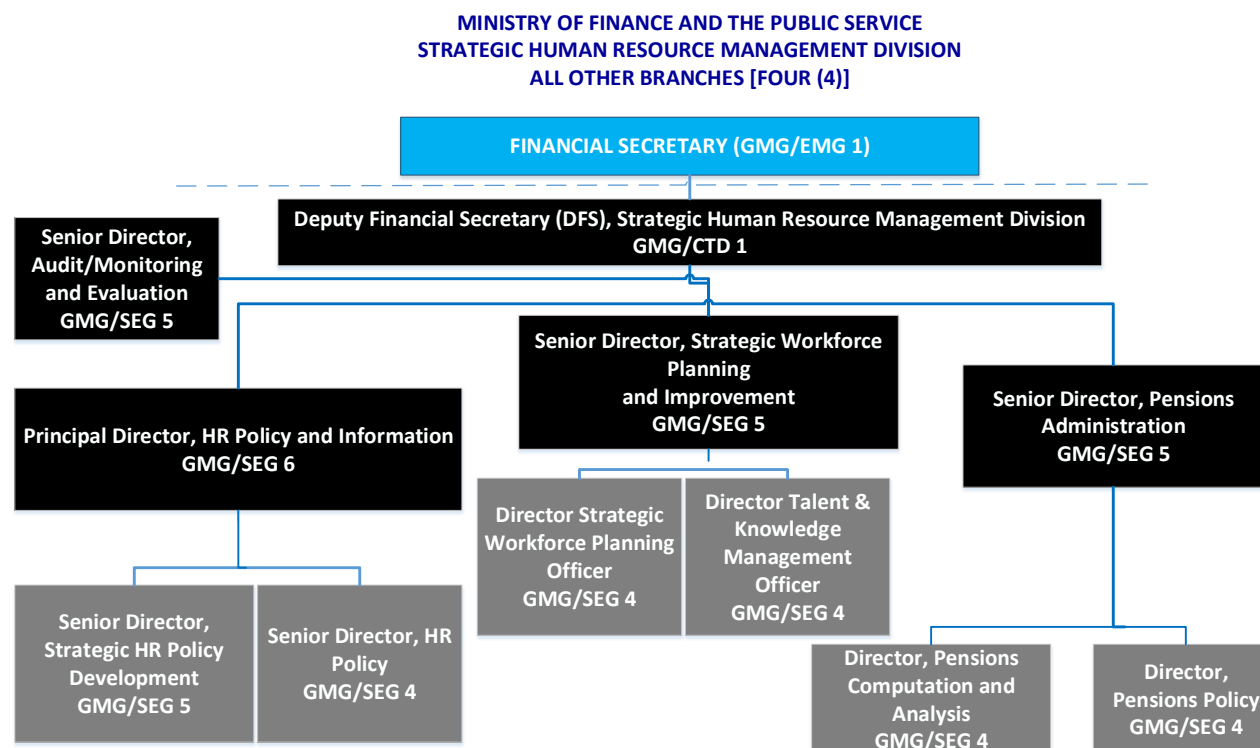 MINISTRY OF FINANCE AND THE PUBLIC SERVICE
STRATEGIC HUMAN RESOURCE MANAGEMENT DIVISION
ALL OTHER BRANCHES [FOUR (4)]
FINANCIAL SECRETARY (GMG/EMG 1)
Deputy Financial Secretary (DFS), Strategic Human Resource Management Division
GMG/CTD 1
Senior Director,
Audit/Monitoring
and Evaluation
GMG/SEG 5
Principal Director, HR Policy and Information
GMG/SEG 6
Senior Director, Strategic Workforce
Planning
and Improvement
GMG/SEG 5
Senior Director, Pensions
Administration
GMG/SEG 5
Senior Director,
Strategic HR Policy
Development
GMG/SEG 5
Senior Director, HR
Policy
GMG/SEG 4
Director Strategic
Workforce Planning
Officer
GMG/SEG 4
Director Talent &
Knowledge
Management
Officer
GMG/SEG 4
Director, Pensions
Computation and
Analysis
GMG/SEG 4
Director,
Pensions Policy
GMG/SEG 4